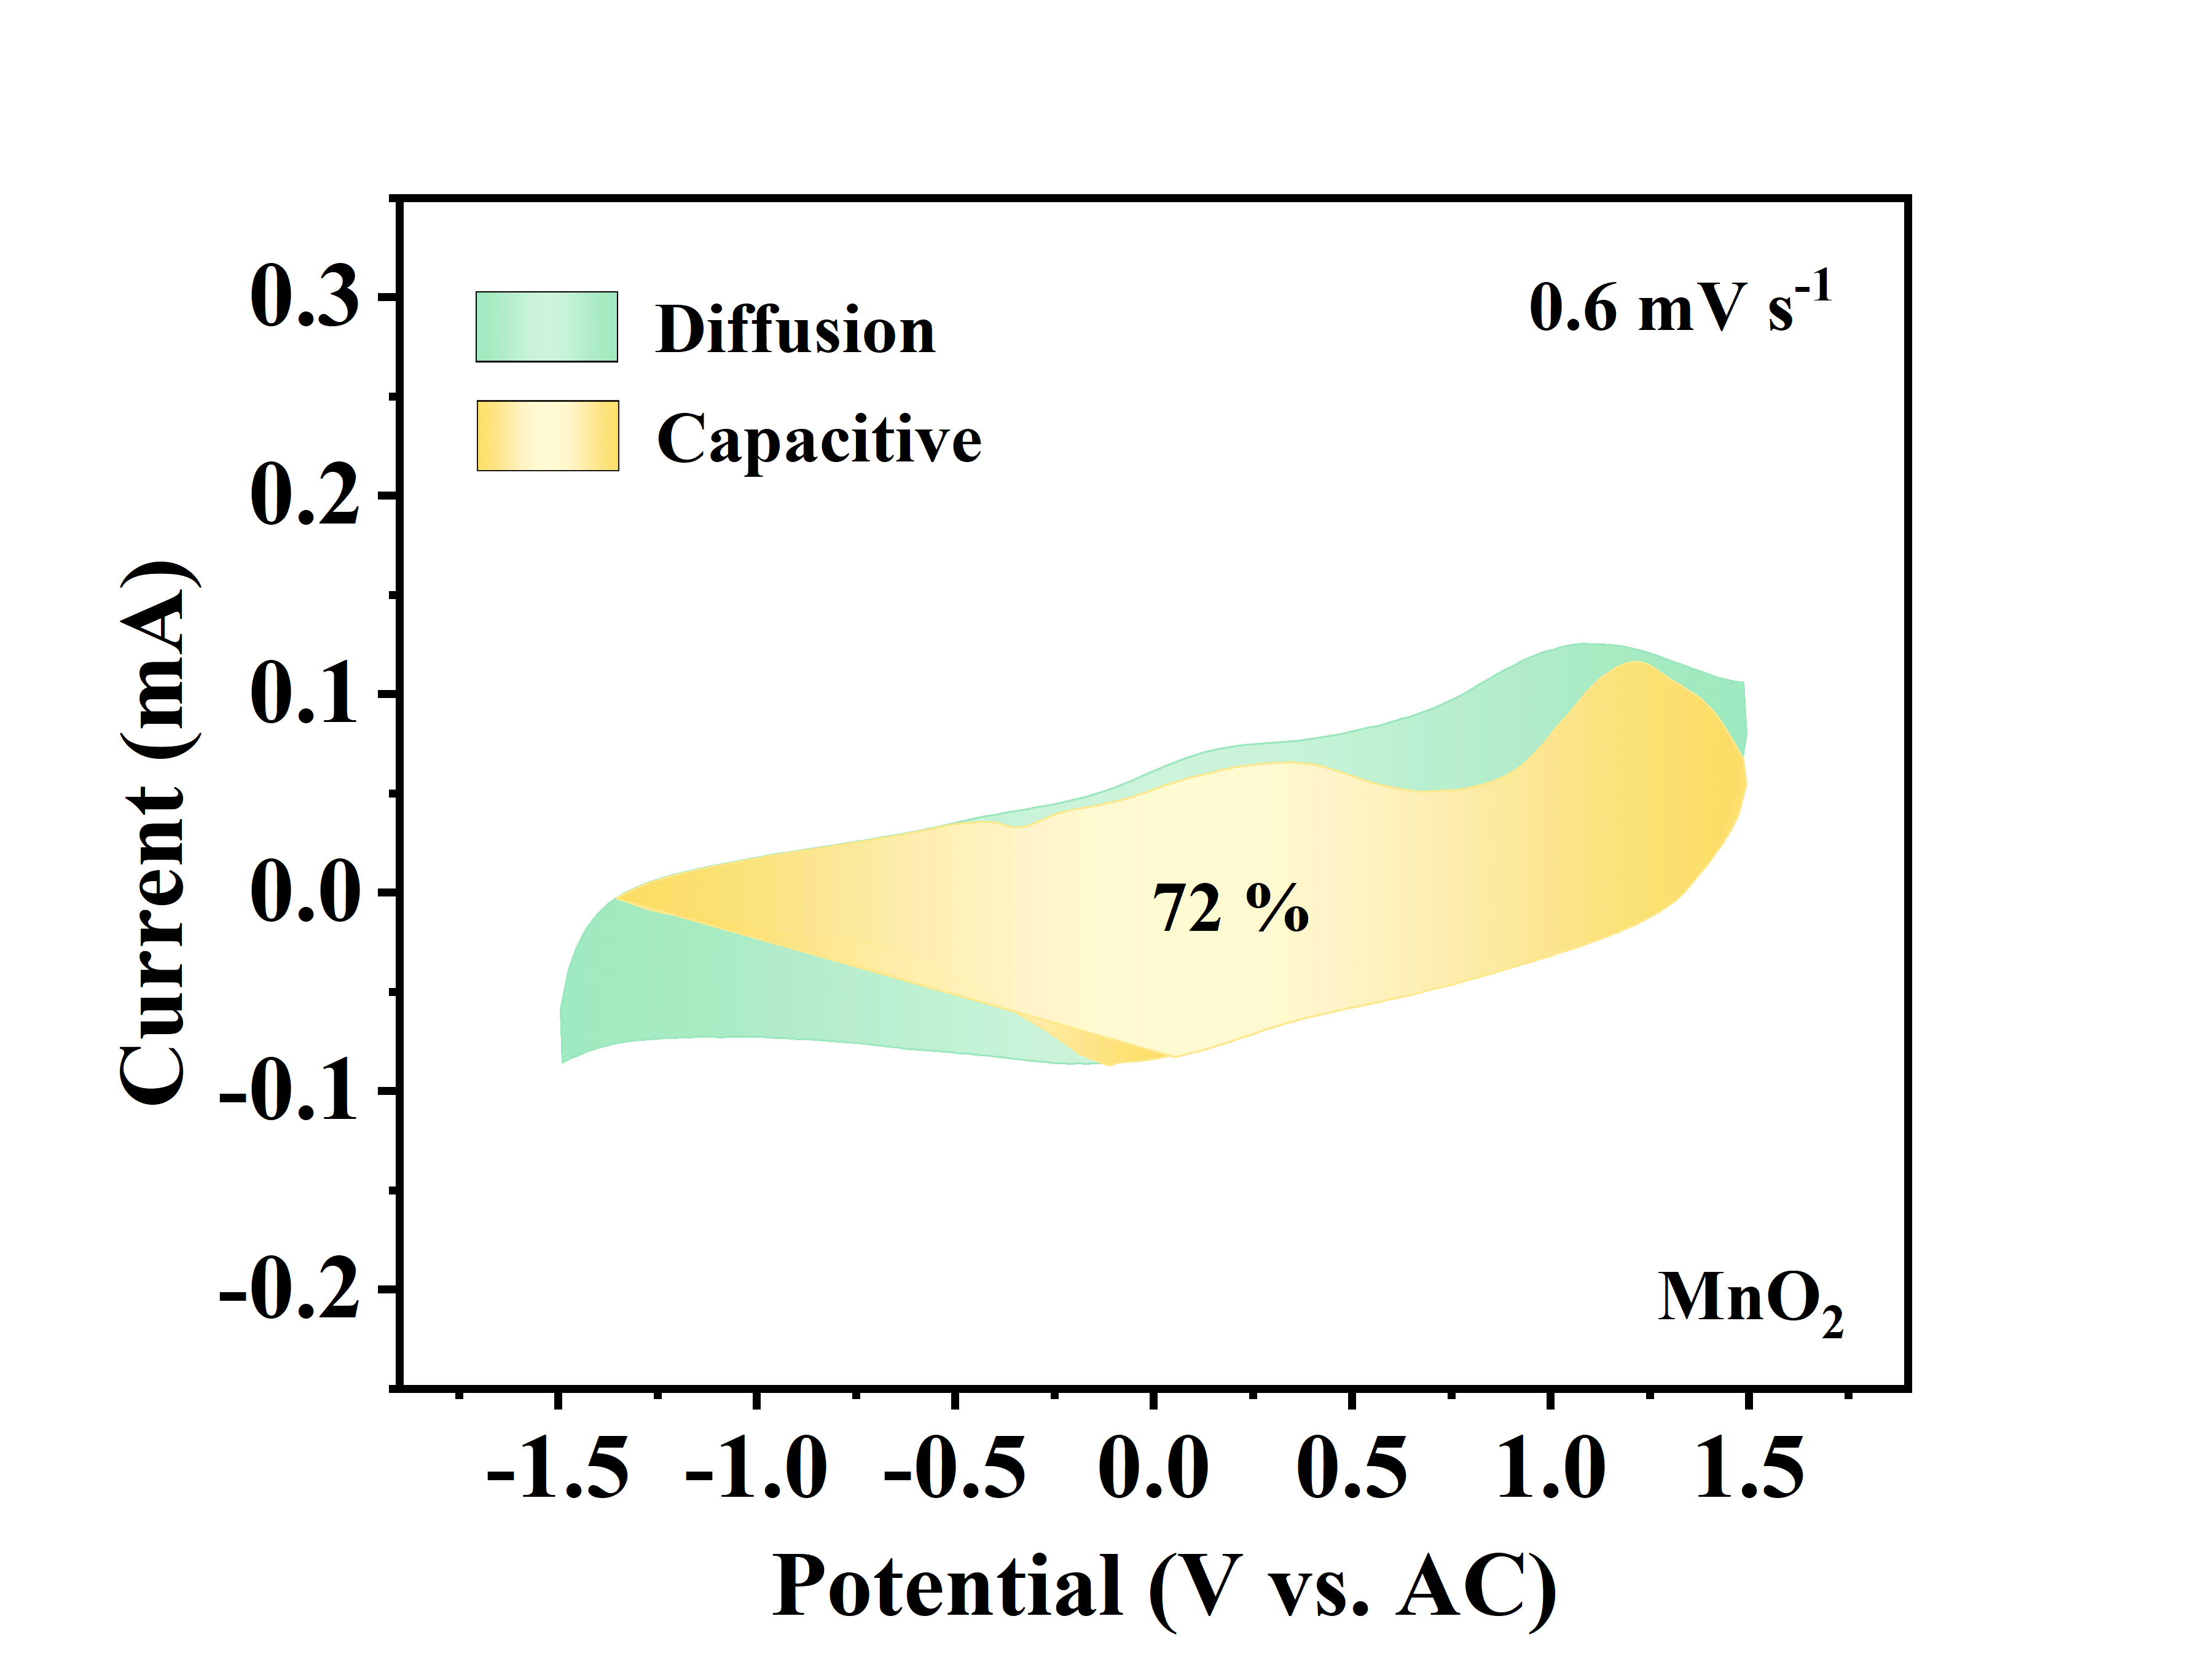 0.6 mV s⁻¹
Diffusion
Capacitive
72 %
MnO₂
0.3
0.2
0.1
0.0
-0.1
-0.2
Current (mA)
-1.5 -1.0 -0.5 0.0 0.5 1.0 1.5
Potential (V vs. AC)